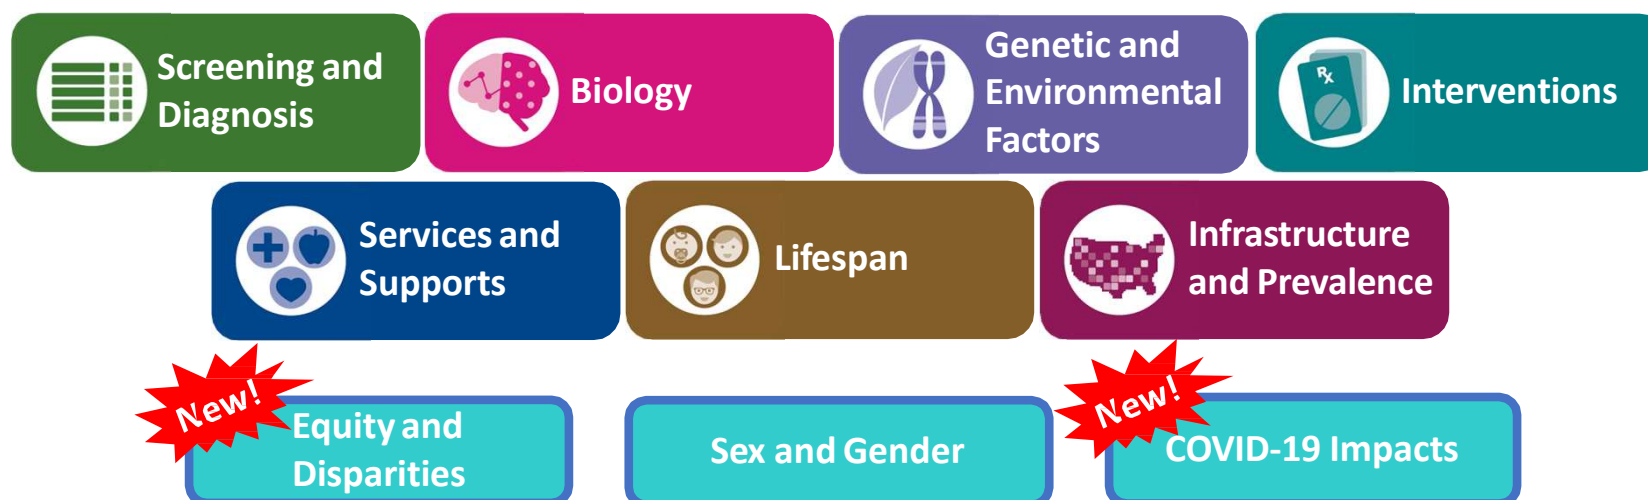 Screening and
Diagnosis
Biology
Genetic and
Environmental
Factors
Rx
Interventions
Services and
Supports
Lifespan
Infrastructure
and Prevalence
New!
Equity and
Disparities
Sex and Gender
New!
COVID-19 Impacts